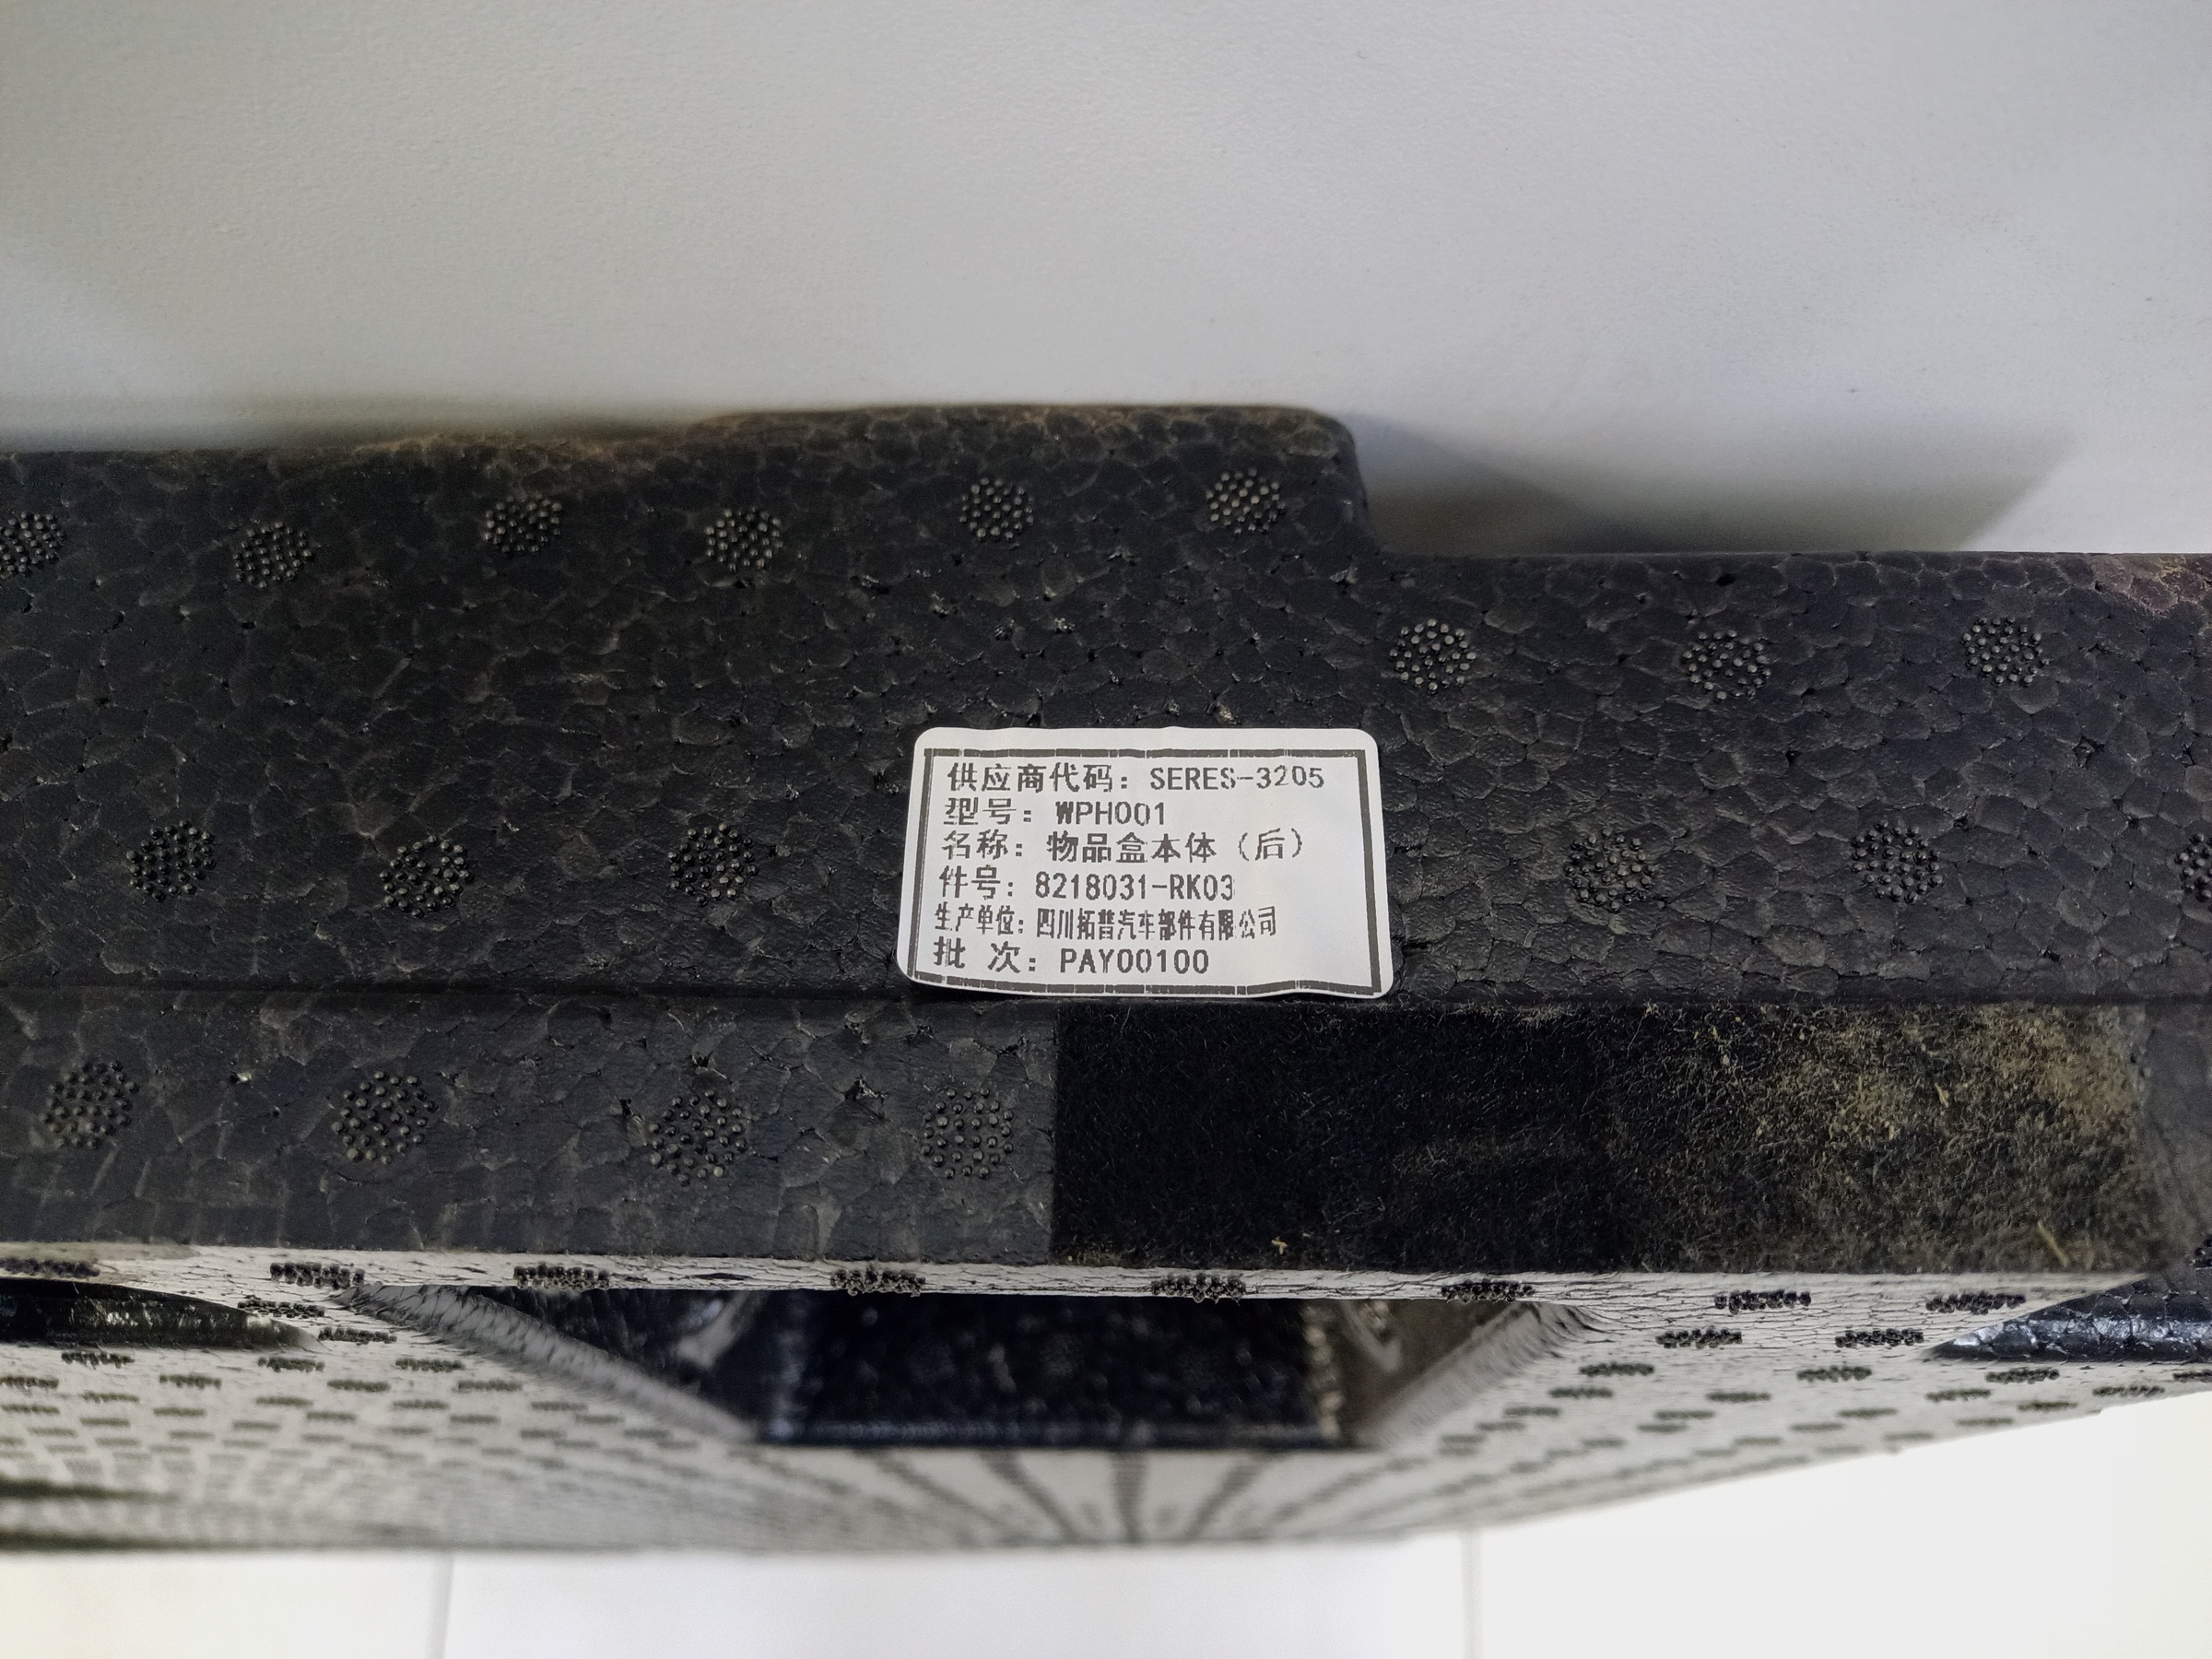 供应商代码：SERES-3205
型号：WPH001
名称：物品盒本体（后）
件号：8218031-RK03
生产单位：四川拓普汽车部件有限公司
批 次：PAY00100